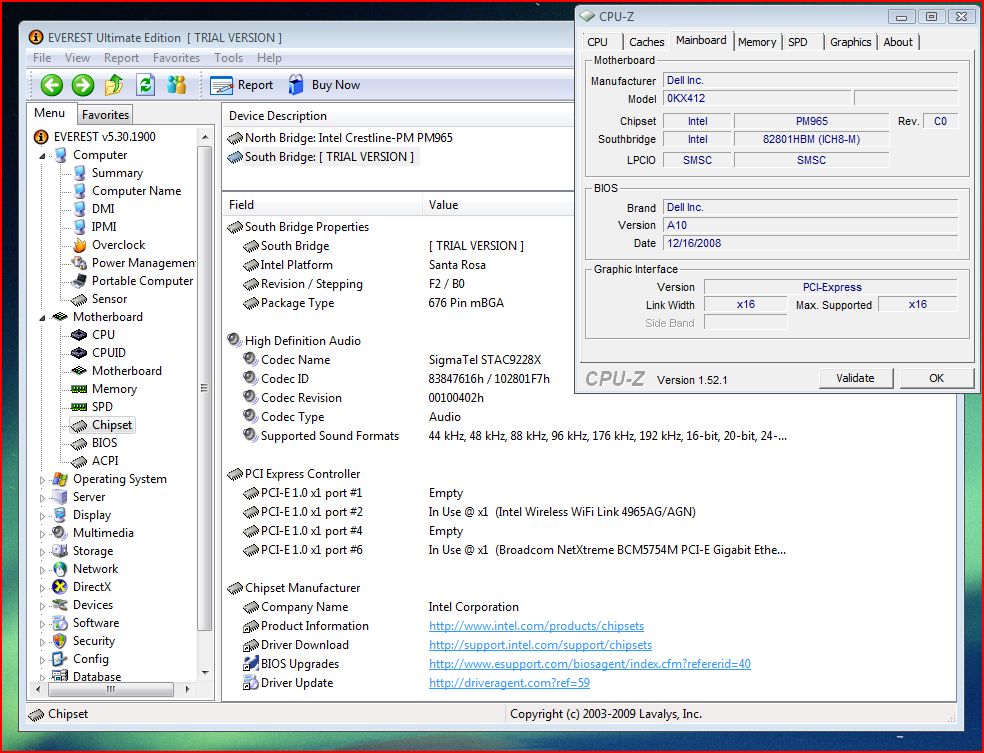 EVEREST Ultimate Edition [ TRIAL VERSION ]
File View Report Favorites Tools Help
Report Buy Now
Menu Favorites
EVEREST v5.30.1900
Computer
Summary
Computer Name
DMI
IPMI
Overclock
Power Management
Portable Computer
Sensor
Motherboard
CPU
CPUID
Motherboard
Memory
SPD
Chipset
BIOS
ACPI
Operating System
Server
Display
Multimedia
Storage
Network
DirectX
Devices
Software
Security
Config
Database
Device Description
North Bridge: Intel Crestline-PM PM965
South Bridge: [ TRIAL VERSION ]
Field Value
South Bridge Properties
South Bridge [ TRIAL VERSION ]
Intel Platform Santa Rosa
Revision / Stepping F2 / B0
Package Type 676 Pin mBGA
High Definition Audio
Codec Name SigmaTel STAC9228X
Codec ID 83847616h / 102801F7h
Codec Revision 00100402h
Codec Type Audio
Supported Sound Formats 44 kHz, 48 kHz, 88 kHz, 96 kHz, 176 kHz, 192 kHz, 16-bit, 20-bit, 24-...
PCI Express Controller
PCI-E 1.0 x1 port #1 Empty
PCI-E 1.0 x1 port #2 In Use @ x1 (Intel Wireless WiFi Link 4965AG/AGN)
PCI-E 1.0 x1 port #4 Empty
PCI-E 1.0 x1 port #6 In Use @ x1 (Broadcom NetXtreme BCM5754M PCI-E Gigabit Ethe...
Chipset Manufacturer
Company Name Intel Corporation
Product Information http://www.intel.com/products/chipsets
Driver Download http://support.intel.com/support/chipsets
BIOS Upgrades http://www.esupport.com/biosagent/index.cfm?refererid=40
Driver Update http://driveragent.com?ref=59
Chipset Copyright (c) 2003-2009 Lavalys, Inc.
CPU-Z
CPU Caches Mainboard Memory SPD Graphics About
Motherboard
Manufacturer Dell Inc.
Model 0KX412
Chipset Intel PM965 Rev. C0
Southbridge Intel 82801HBM (ICH8-M)
LPCIO SMSC SMSC
BIOS
Brand Dell Inc.
Version A10
Date 12/16/2008
Graphic Interface
Version PCI-Express
Link Width x16 Max. Supported x16
Side Band
CPU-Z Version 1.52.1 Validate OK